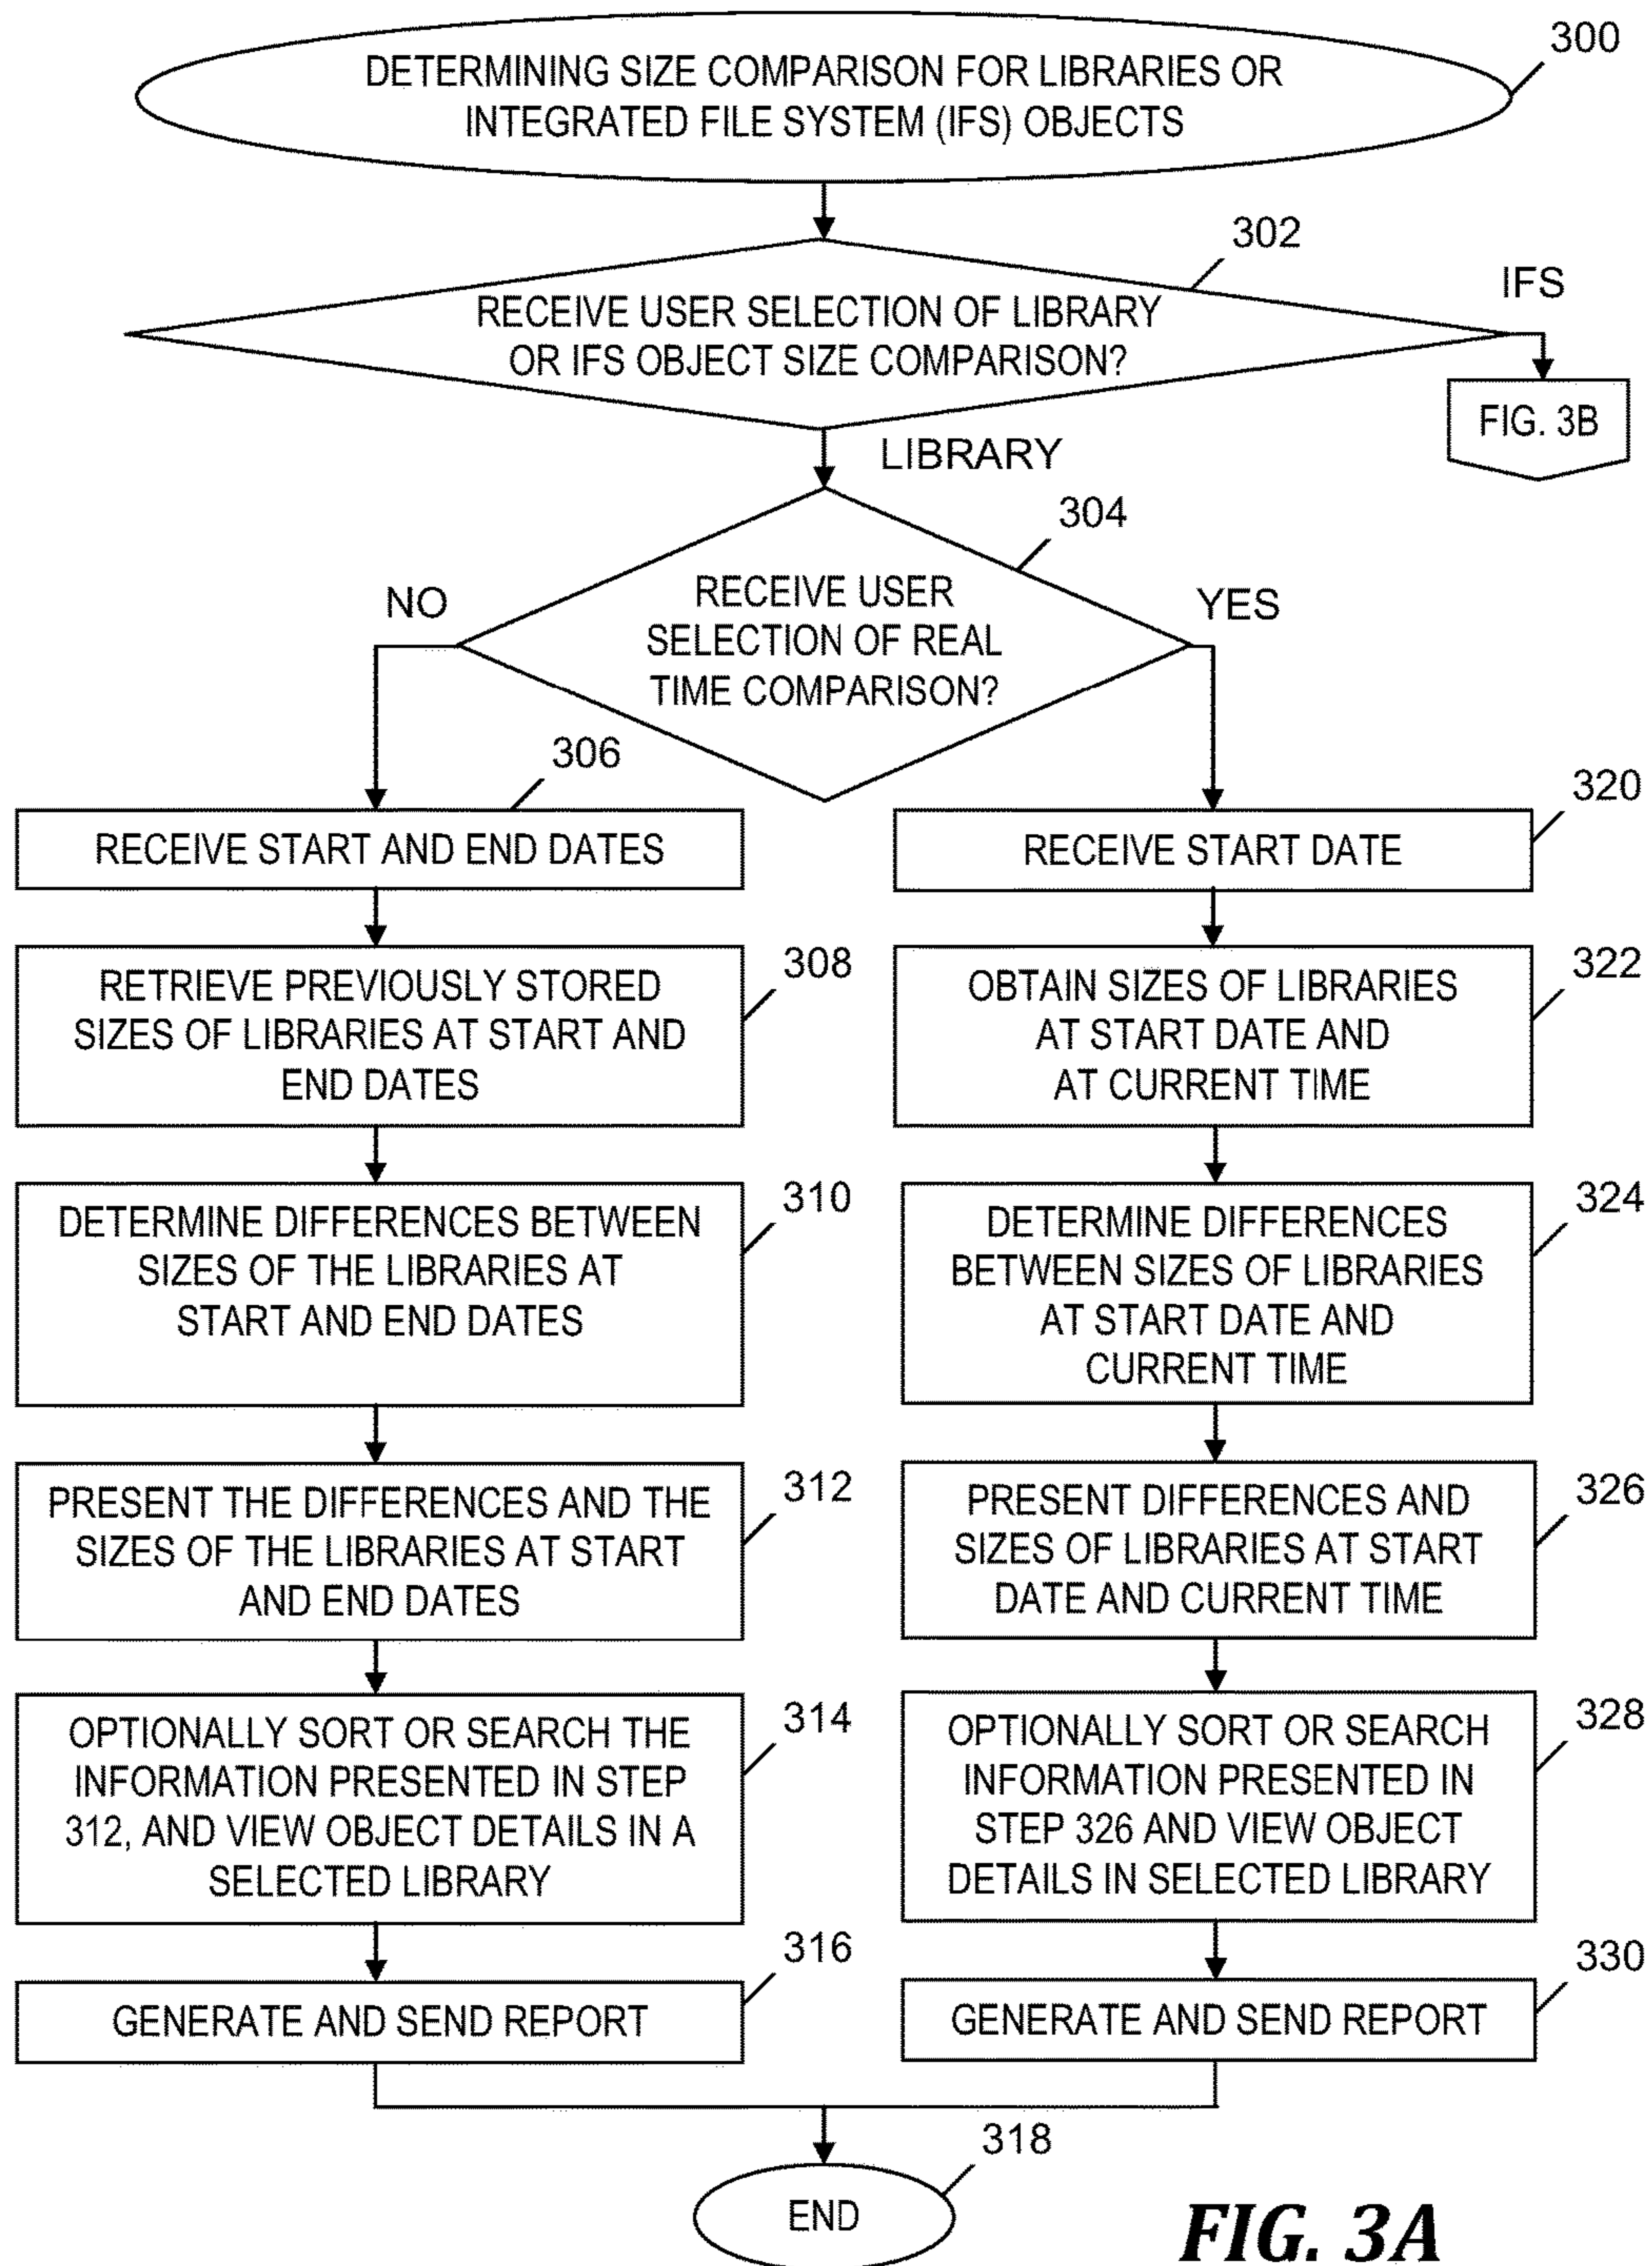 300
DETERMINING SIZE COMPARISON FOR LIBRARIES OR
INTEGRATED FILE SYSTEM (IFS) OBJECTS
302
RECEIVE USER SELECTION OF LIBRARY
OR IFS OBJECT SIZE COMPARISON?
IFS
FIG. 3B
LIBRARY
304
RECEIVE USER
SELECTION OF REAL
TIME COMPARISON?
NO
YES
306
RECEIVE START AND END DATES
308
RETRIEVE PREVIOUSLY STORED
SIZES OF LIBRARIES AT START AND
END DATES
310
DETERMINE DIFFERENCES BETWEEN
SIZES OF THE LIBRARIES AT
START AND END DATES
312
PRESENT THE DIFFERENCES AND THE
SIZES OF THE LIBRARIES AT START
AND END DATES
314
OPTIONALLY SORT OR SEARCH THE
INFORMATION PRESENTED IN STEP
312, AND VIEW OBJECT DETAILS IN A
SELECTED LIBRARY
316
GENERATE AND SEND REPORT
320
RECEIVE START DATE
322
OBTAIN SIZES OF LIBRARIES
AT START DATE AND
AT CURRENT TIME
324
DETERMINE DIFFERENCES
BETWEEN SIZES OF LIBRARIES
AT START DATE AND
CURRENT TIME
326
PRESENT DIFFERENCES AND
SIZES OF LIBRARIES AT START
DATE AND CURRENT TIME
328
OPTIONALLY SORT OR SEARCH
INFORMATION PRESENTED IN
STEP 326 AND VIEW OBJECT
DETAILS IN SELECTED LIBRARY
330
GENERATE AND SEND REPORT
318
END
FIG. 3A